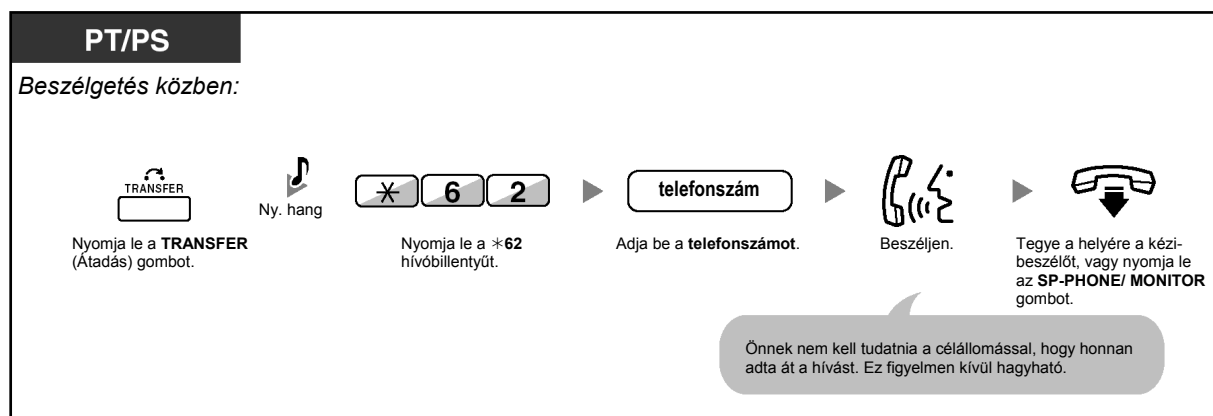 PT/PS
Beszélgetés közben:
TRANSFER
Ny. hang
✳ 6 2
telefonszám
Nyomja le a TRANSFER
(Átadás) gombot.
Nyomja le a ✳62
hívóbillentyűt.
Adja be a telefonszámot.
Beszéljen.
Tegye a helyére a kézi-
beszélőt, vagy nyomja le
az SP-PHONE/ MONITOR
gombot.
Önnek nem kell tudatnia a célállomással, hogy honnan
adta át a hívást. Ez figyelmen kívül hagyható.